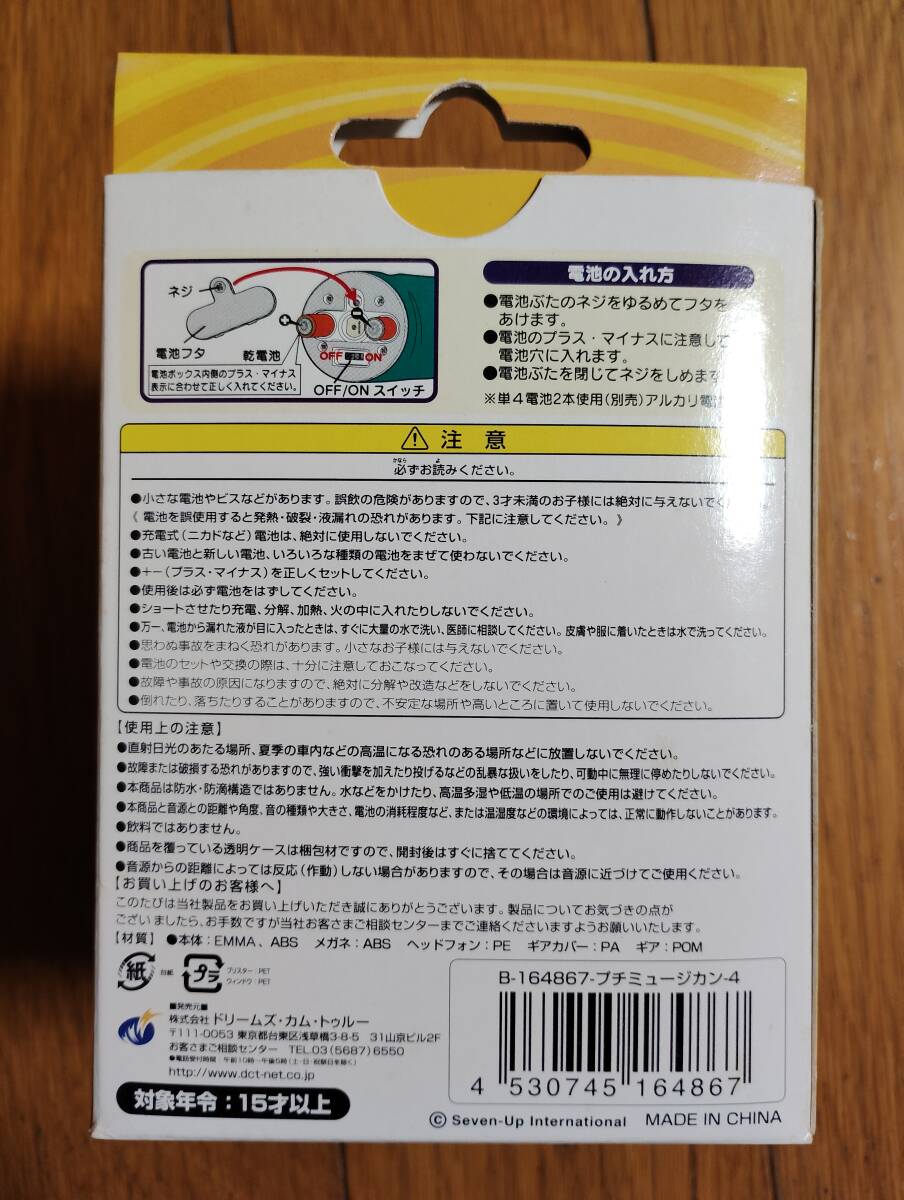 ネジ
電池フタ
乾電池
電池ボックス内側のプラス・マイナス
表示に合わせて正しく入れてください。
OFF ON
OFF/ONスイッチ
電池の入れ方
●電池ぶたのネジをゆるめてフタを
あけます。
●電池のプラス・マイナスに注意して
電池穴に入れます。
●電池ぶたを閉じてネジをしめます
※単4電池2本使用(別売)アルカリ電池
注意
必ずお読みください。
●小さな電池やビスなどがあります。誤飲の危険がありますので、3才未満のお子様には絶対に与えないでく
《電池を誤使用すると発熱・破裂・液漏れの恐れがあります。下記に注意してください。》
●充電式(ニカドなど)電池は、絶対に使用しないでください。
●古い電池と新しい電池、いろいろな種類の電池をまぜて使わないでください。
●+−(プラス・マイナス)を正しくセットしてください。
●使用後は必ず電池をはずしてください。
●ショートさせたり充電、分解、加熱、火の中に入れたりしないでください。
●万一、電池から漏れた液が目に入ったときは、すぐに大量の水で洗い、医師に相談してください。皮膚や服に着いたときは水で洗ってください。
●思わぬ事故をまねく恐れがあります。小さなお子様には与えないでください。
●電池のセットや交換の際は、十分に注意しておこなってください。
●故障や事故の原因になりますので、絶対に分解や改造などをしないでください。
●倒れたり、落ちたりすることがありますので、不安定な場所や高いところに置いて使用しないでください。
【使用上の注意】
●直射日光のあたる場所、夏季の車内などの高温になる恐れのある場所などに放置しないでください。
●故障または破損する恐れがありますので、強い衝撃を加えたり投げるなどの乱暴な扱いをしたり、可動中に無理に停めたりしないでください。
●本商品は防水・防滴構造ではありません。水などをかけたり、高温多湿や低温の場所でのご使用は避けてください。
●本商品と音源との距離や角度、音の種類や大きさ、電池の消耗程度など、または温湿度などの環境によっては、正常に動作しないことがあります。
●飲料ではありません。
●商品を覆っている透明ケースは梱包材ですので、開封後はすぐに捨ててください。
●音源からの距離によっては反応(作動)しない場合がありますので、その場合は音源に近づけてご使用ください。
【お買い上げのお客様へ】
このたびは当社製品をお買い上げいただき誠にありがとうございます。製品についてお気づきの点が
ございましたら、お手数ですが当社お客さまご相談センターまでご連絡くださいますようお願いいたします。
【材質】●本体:EMMA、ABS メガネ:ABS ヘッドフォン:PE ギアカバー:PA ギア:POM
紙 台紙 プラ ブリスター:PET
ウィンドウ:PET
B-164867-プチミュージカン-4
4 530745 164867
■発売元■
株式会社 ドリームズ・カム・トゥルー
〒111-0053 東京都台東区浅草橋3-8-5 31山京ビル2F
お客さまご相談センター TEL.03(5687)6550
●電話受付時間 午前10時〜午後5時(土・日・祝祭日を除く)
http://www.dct-net.co.jp
対象年令:15才以上
© Seven-Up International MADE IN CHINA